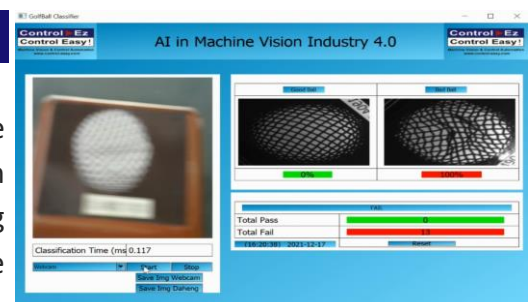 GolfBall Classifier
Control Ez
Control Easy!
AI in Machine Vision Industry 4.0
Control Ez
Control Easy!
Good Ball
Bad Ball
0%
100%
FAIL
Total Pass
0
Total Fail
13
(16:20:38) 2021-12-17
Reset
Classification Time (ms
0.117
Webcam
Start
Stop
Save Img Webcam
Save Img Daheng